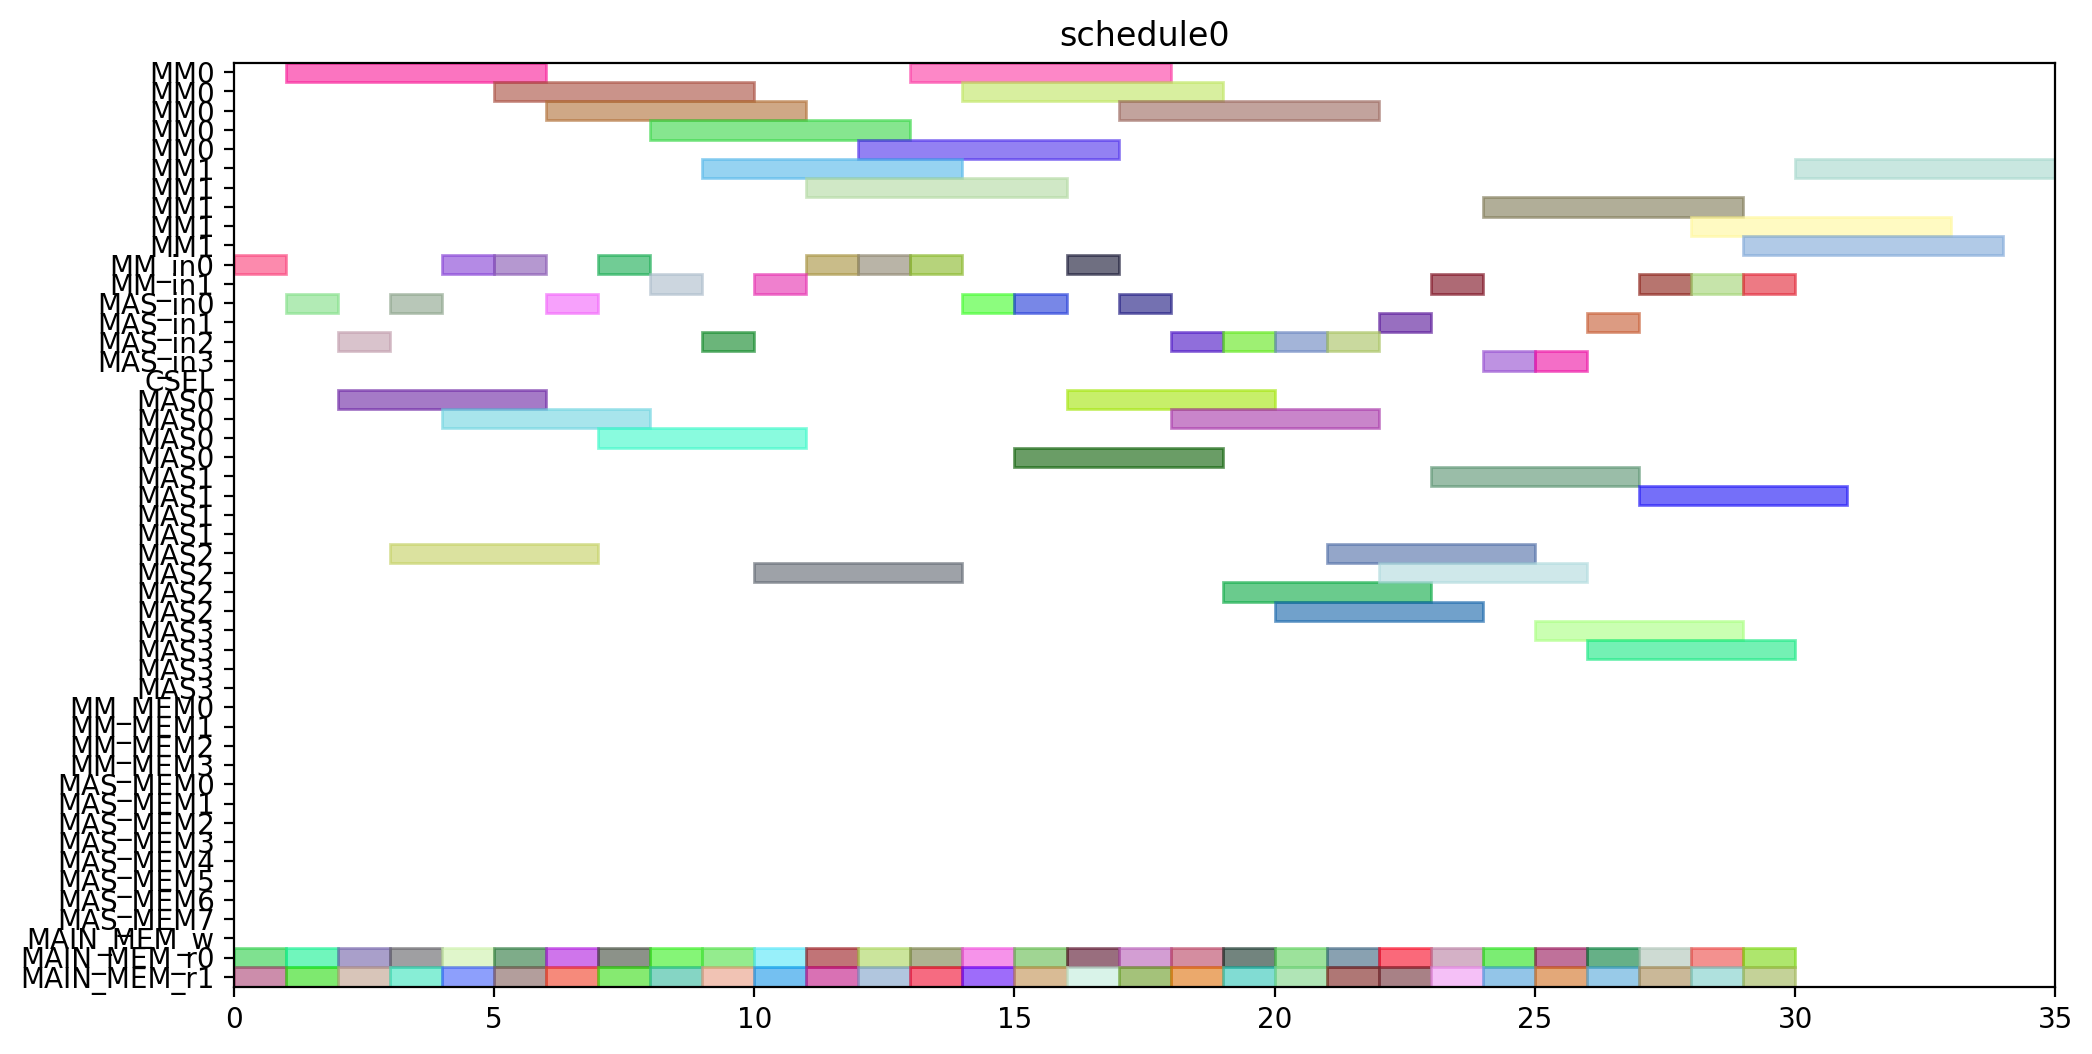 schedule0
MM0
MM0
MM0
MM0
MM0
MM1
MM1
MM1
MM1
MM1
MM_in0
MM_in1
MAS_in0
MAS_in1
MAS_in2
MAS_in3
CSEL
MAS0
MAS0
MAS0
MAS0
MAS1
MAS1
MAS1
MAS1
MAS2
MAS2
MAS2
MAS2
MAS3
MAS3
MAS3
MAS3
MM_MEM0
MM_MEM1
MM_MEM2
MM_MEM3
MAS_MEM0
MAS_MEM1
MAS_MEM2
MAS_MEM3
MAS_MEM4
MAS_MEM5
MAS_MEM6
MAS_MEM7
MAIN_MEM_w
MAIN_MEM_r0
MAIN_MEM_r1
0 5 10 15 20 25 30 35